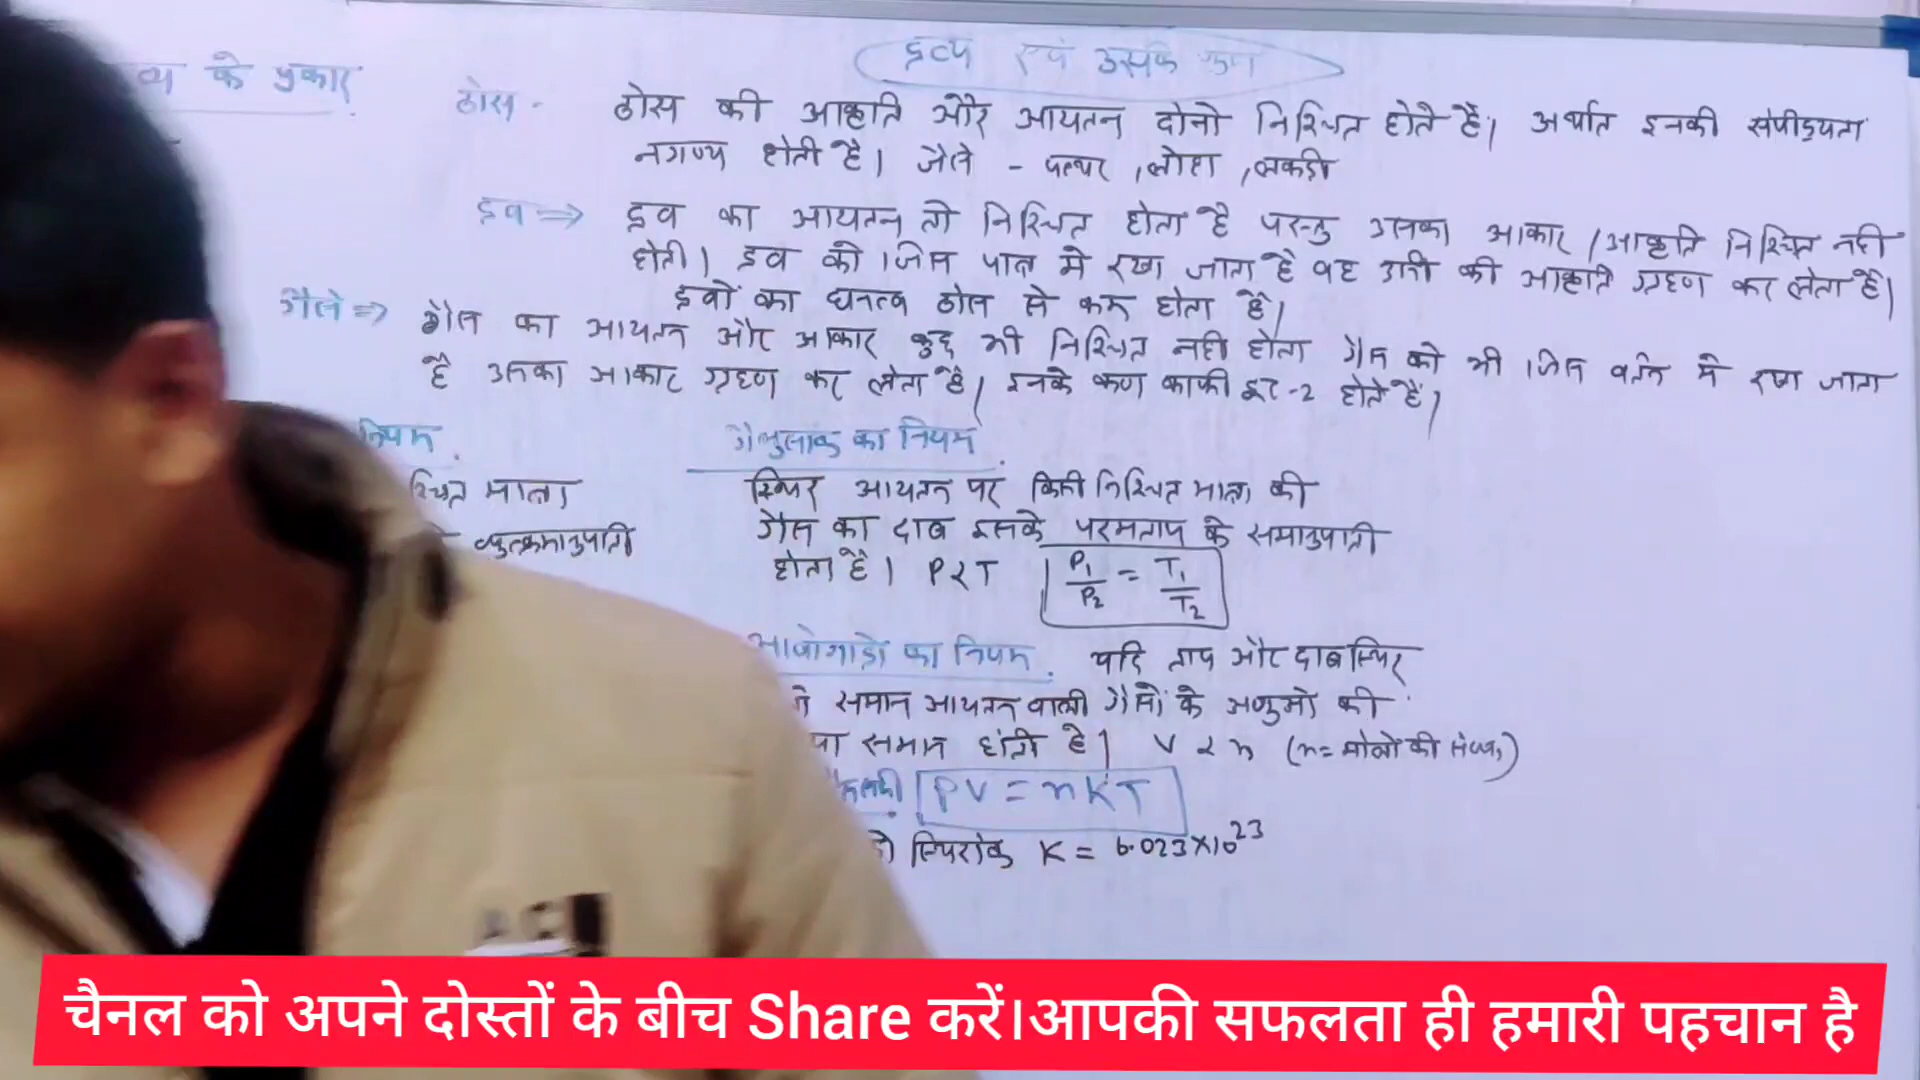 द्रव्य एवं उसके
के प्रकार
ठोस - ठोस की आकृति और आयतन दोनो निश्चित होते है। अर्थात इनकी संपीड्यता
नगण्य होती है। जैसे - पत्थर, लोहा, लकडी
द्रव ⇒ द्रव का आयतन तो निश्चित होता है परन्तु उसका आकार/आकृति निश्चित नही
होती। द्रव को जिस पात्र मे रखा जाता है वह उसी की आकृति ग्रहण कर लेता है।
द्रवों का घनत्व ठोस से कम होता है।
गैसे ⇒ गैस का आयतन और आकार कुछ भी निश्चित नही होता गैस को भी जिस बर्तन मे रखा जाता
है उसका आकार ग्रहण कर लेता है। इनके कण काफी दूर-2 होते है।
नियम.
श्चित मात्रा
व्युत्क्रमानुपाती
गैलुसाक का नियम.
स्थिर आयतन पर किसी निश्चित मात्रा की
गैस का दाब इसके परमताप के समानुपाती
होता है। P∝T P₁/P₂ = T₁/T₂
आवोगाद्रो का नियम. यदि ताप और दाब स्थिर
समान आयतन वाली गैसों के अणुओ की
समान होती है। V ∝ n (n= मोलो की संख्या)
PV = nKT
स्थिरांक K = 6.023×10²³
चैनल को अपने दोस्तों के बीच Share करें।आपकी सफलता ही हमारी पहचान है